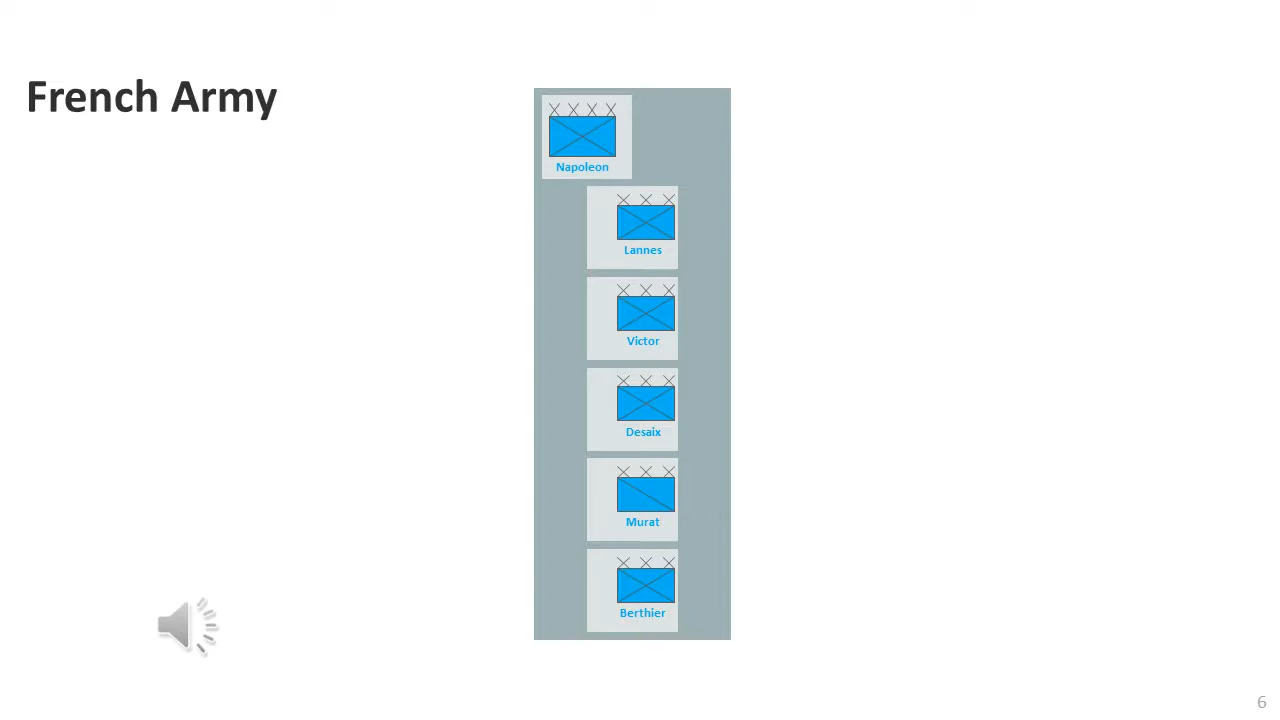 French Army
Napoleon
Lannes
Victor
Desaix
Murat
Berthier
6